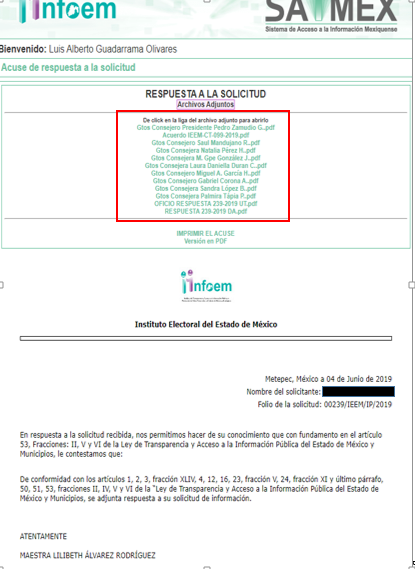 infoem
SAIMEX
Sistema de Acceso a la Información Mexiquense
Bienvenido: Luis Alberto Guadarrama Olivares
Acuse de respuesta a la solicitud
RESPUESTA A LA SOLICITUD
Archivos Adjuntos
De click en la liga del archivo adjunto para abrirlo
Gtos Consejero Presidente Pedro Zamudio G..pdf
Acuerdo IEEM-CT-099-2019.pdf
Gtos Consejero Saul Mandujano R..pdf
Gtos Consejera Natalia Pérez H..pdf
Gtos Consejera M. Gpe González J..pdf
Gtos Consejera Laura Daniella Duran C..pdf
Gtos Consejero Miguel A. García H..pdf
Gtos Consejero Gabriel Corona A..pdf
Gtos Consejera Sandra López B..pdf
Gtos Consejera Palmira Tapia P..pdf
OFICIO RESPUESTA 239-2019 UT.pdf
RESPUESTA 239-2019 DA.pdf
IMPRIMIR EL ACUSE
Versión en PDF
infoem
Instituto Electoral del Estado de México
Metepec, México a 04 de Junio de 2019
Nombre del solicitante:
Folio de la solicitud: 00239/IEEM/IP/2019
En respuesta a la solicitud recibida, nos permitimos hacer de su conocimiento que con fundamento en el artículo
53, Fracciones: II, V y VI de la Ley de Transparencia y Acceso a la Información Pública del Estado de México y
Municipios, le contestamos que:
De conformidad con los artículos 1, 2, 3, fracción XLIV, 4, 12, 16, 23, fracción V, 24, fracción XI y último párrafo,
50, 51, 53, fracciones II, IV, V y VI de la "Ley de Transparencia y Acceso a la Información Pública del Estado de
México y Municipios, se adjunta respuesta a su solicitud de información.
ATENTAMENTE
MAESTRA LILIBETH ÁLVAREZ RODRÍGUEZ